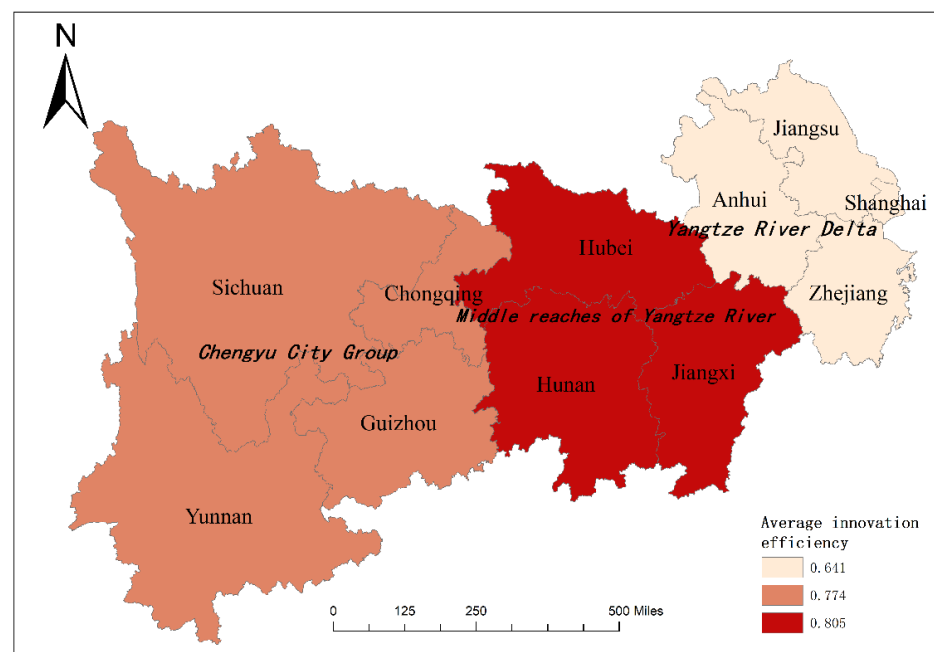 N
Jiangsu
Anhui
Shanghai
Yangtze River Delta
Hubei
Sichuan
Chongqing
Zhejiang
Middle reaches of Yangtze River
Chengyu City Group
Hunan
Jiangxi
Guizhou
Yunnan
Average innovation
efficiency
0.641
0.774
0.805
0 125 250 500 Miles